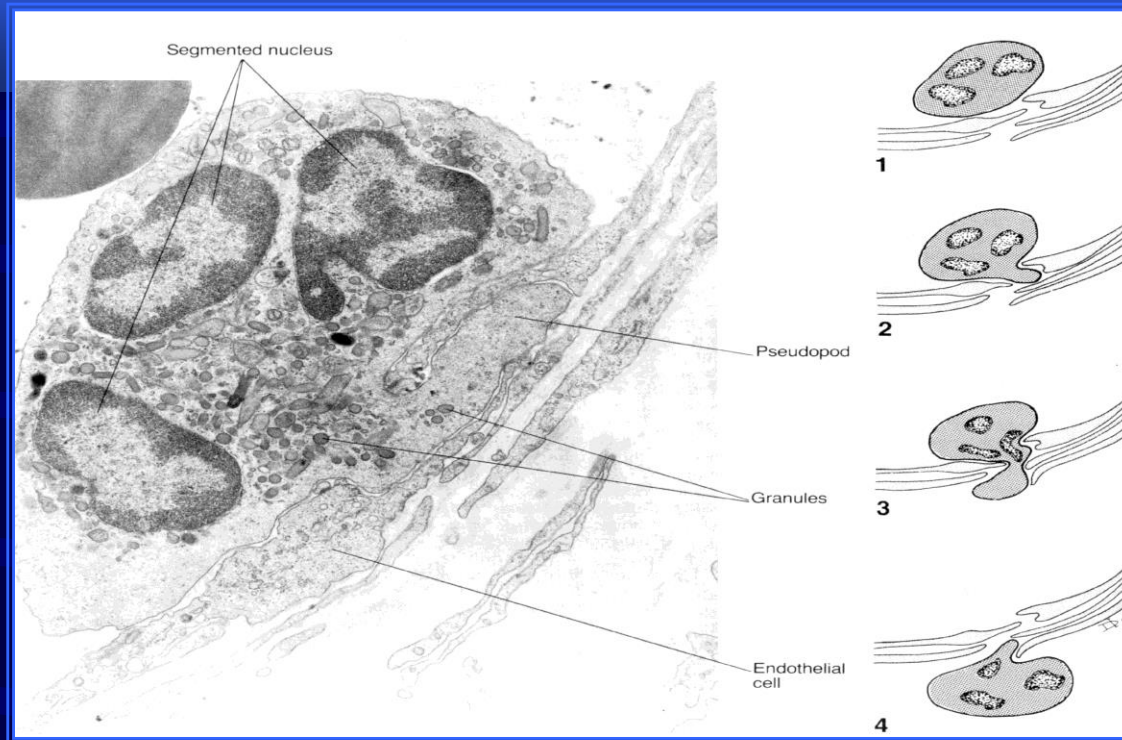 Segmented nucleus
Pseudopod
Granules
Endothelial
cell
1
2
3
4